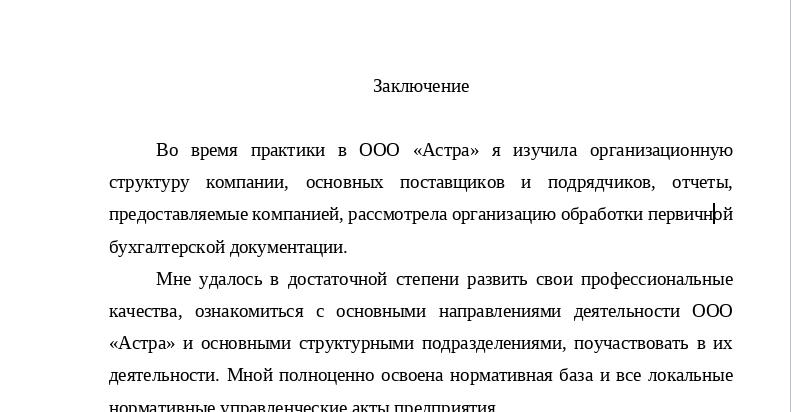 Заключение
Во время практики в ООО «Астра» я изучила организационную
структуру компании, основных поставщиков и подрядчиков, отчеты,
предоставляемые компанией, рассмотрела организацию обработки первичной
бухгалтерской документации.
Мне удалось в достаточной степени развить свои профессиональные
качества, ознакомиться с основными направлениями деятельности ООО
«Астра» и основными структурными подразделениями, поучаствовать в их
деятельности. Мной полноценно освоена нормативная база и все локальные
нормативные управленческие акты предприятия.